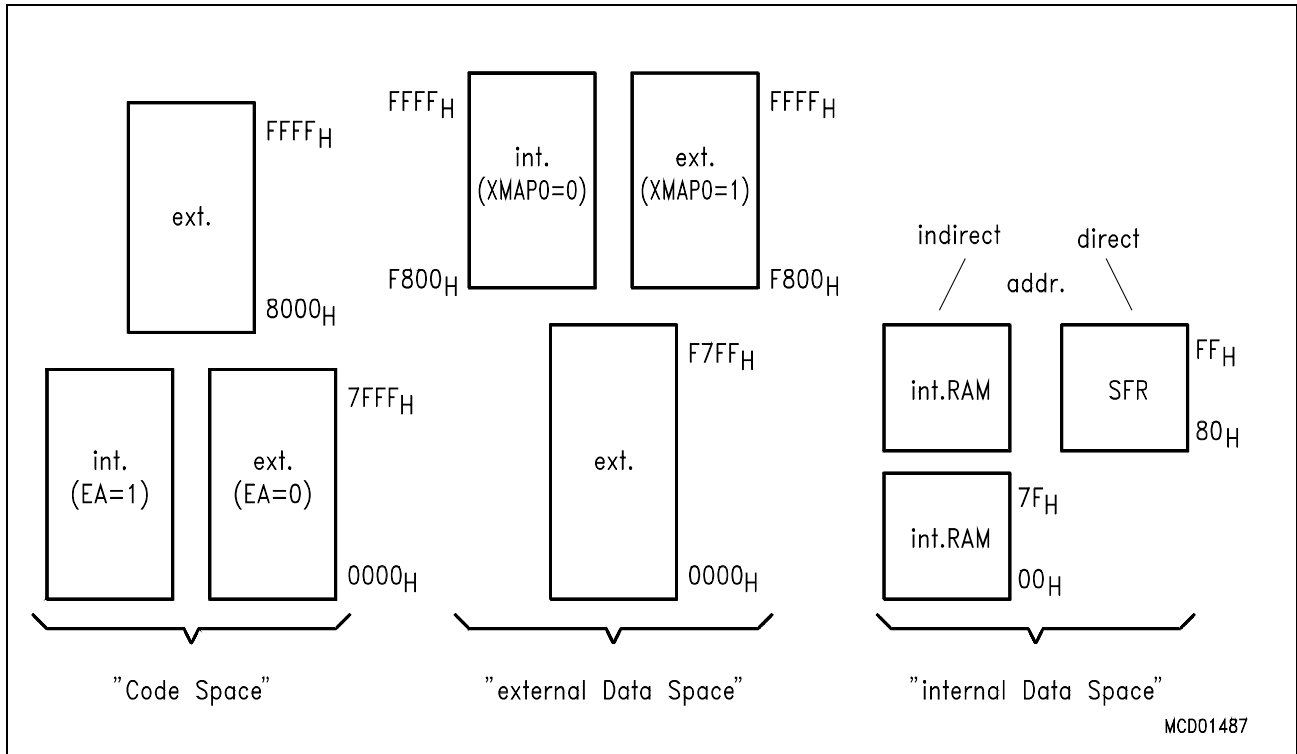 FFFFH
ext.
8000H
int.
(EA=1)
ext.
(EA=0)
7FFFH
0000H
"Code Space"
FFFFH
int.
(XMAP0=0)
F800H
ext.
(XMAP0=1)
FFFFH
F800H
F7FFH
ext.
0000H
"external Data Space"
indirect
direct
addr.
int.RAM
SFR
FFH
80H
int.RAM
7FH
00H
"internal Data Space"
MCD01487